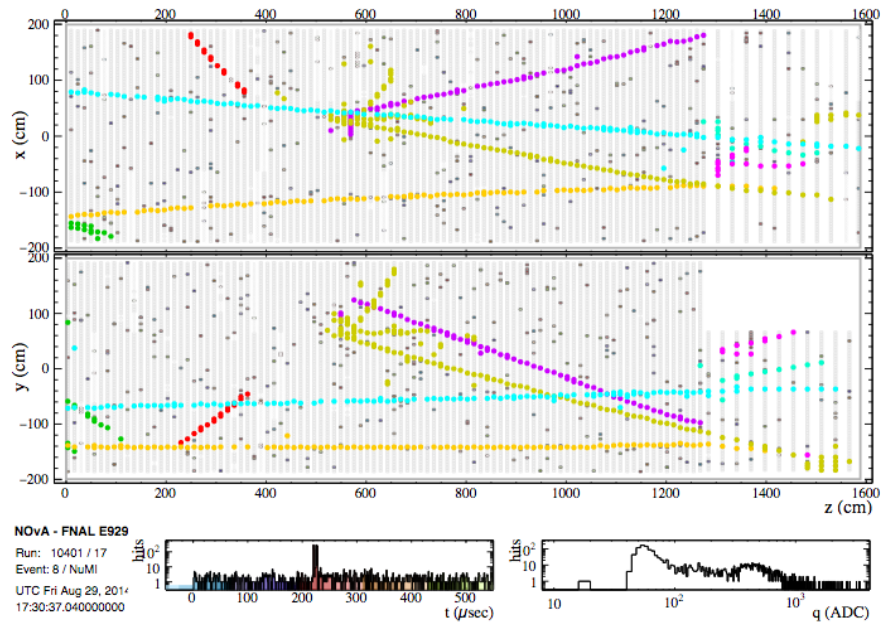 0 200 400 600 800 1000 1200 1400 1600
200
100
x (cm)
0
−100
−200
200
100
y (cm)
0
−100
−200
0 200 400 600 800 1000 1200 1400 1600
z (cm)
NOvA - FNAL E929
Run: 10401 / 17
Event: 8 / NuMI
UTC Fri Aug 29, 2014
17:30:37.040000000
hits
10²
10
1
0 100 200 300 400 500
t (μsec)
hits
10²
10
1
10 10² 10³
q (ADC)